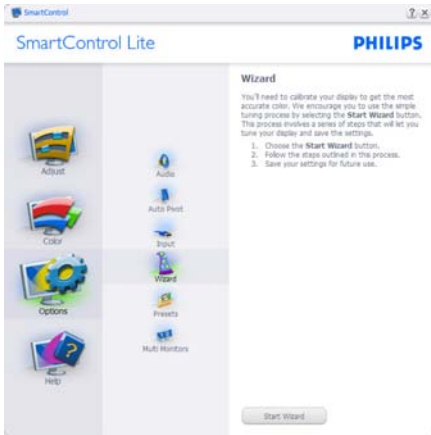 SmartControl
SmartControl Lite
PHILIPS
Adjust
Color
Options
Help
Audio
Auto Pivot
Input
Wizard
Presets
Multi Monitors
Wizard
You'll need to calibrate your display to get the most
accurate color. We encourage you to use the simple
tuning process by selecting the Start Wizard button.
This process involves a series of steps that will let you
tune your display and save the settings.
1. Choose the Start Wizard button.
2. Follow the steps outlined in this process.
3. Save your settings for future use.
Start Wizard